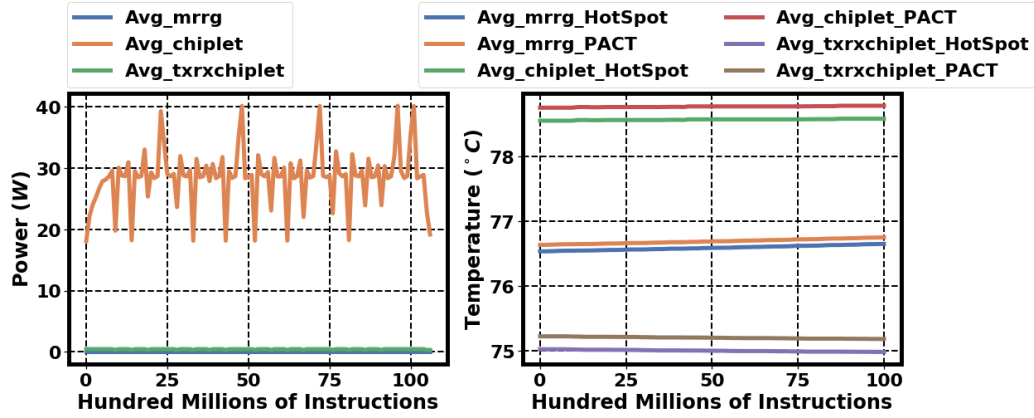 Avg_mrrg
Avg_chiplet
Avg_txrxchiplet
Avg_mrrg_HotSpot
Avg_mrrg_PACT
Avg_chiplet_HotSpot
Avg_chiplet_PACT
Avg_txrxchiplet_HotSpot
Avg_txrxchiplet_PACT
Power (W)
40
30
20
10
0
0 25 50 75 100
Hundred Millions of Instructions
Temperature (°C)
78
77
76
75
0 25 50 75 100
Hundred Millions of Instructions